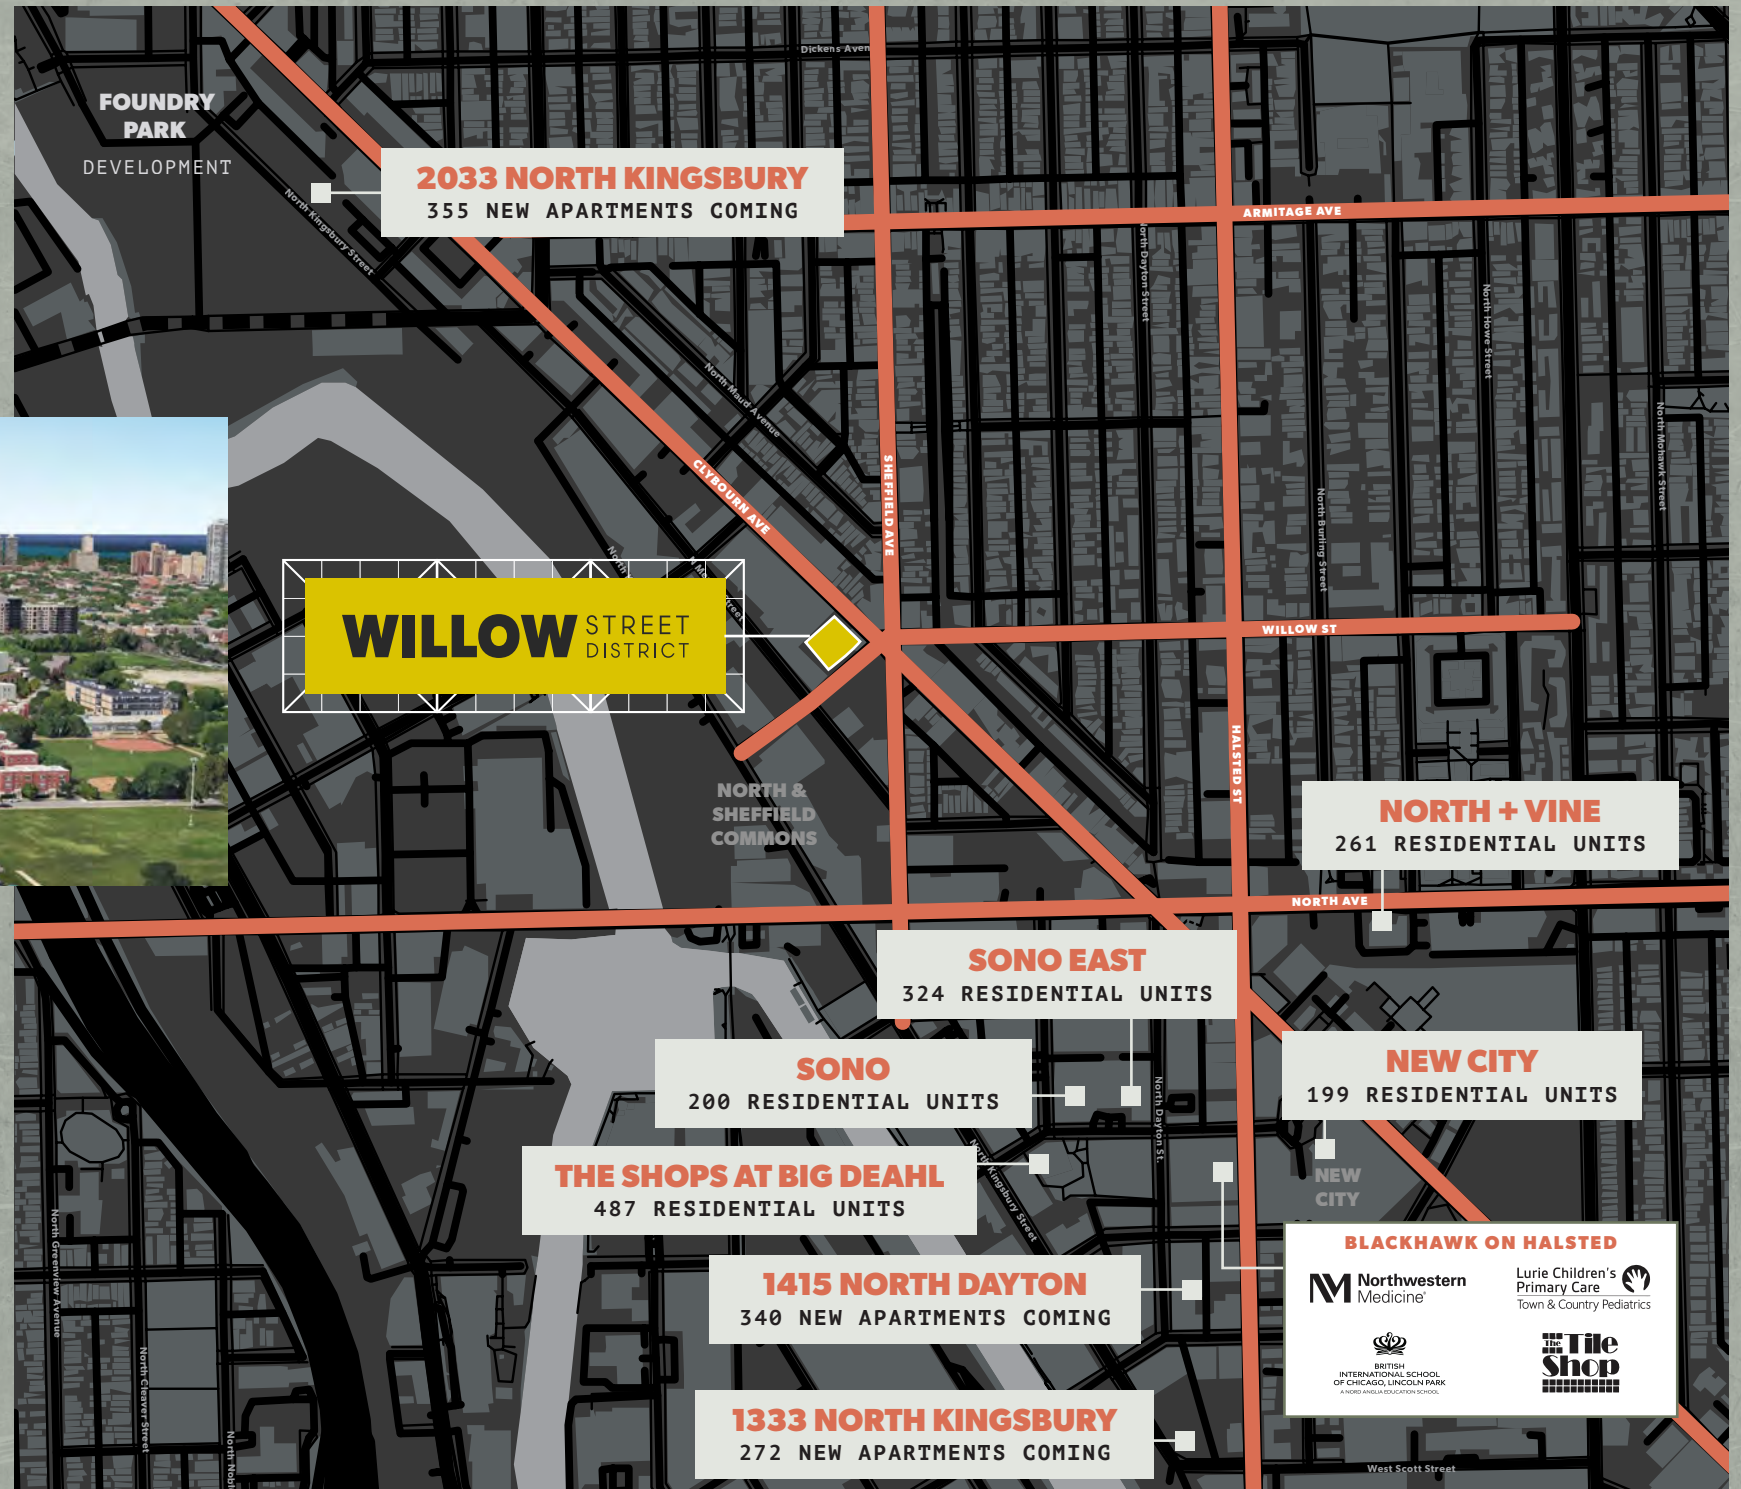 Dickens Aven
FOUNDRY
PARK
DEVELOPMENT
2033 NORTH KINGSBURY
355 NEW APARTMENTS COMING
North Kingsbury Street
ARMITAGE AVE
North Dayton Street
North Howe Street
North Maud Avenue
North Mohawk Street
CLYBOURN AVE
SHEFFIELD AVE
North Burling Street
WILLOW STREET
DISTRICT
WILLOW ST
HALSTED ST
NORTH &
SHEFFIELD
COMMONS
NORTH + VINE
261 RESIDENTIAL UNITS
NORTH AVE
SONO EAST
324 RESIDENTIAL UNITS
SONO
200 RESIDENTIAL UNITS
NEW CITY
199 RESIDENTIAL UNITS
North Dayton St.
THE SHOPS AT BIG DEAHL
487 RESIDENTIAL UNITS
North Kingsbury Street
NEW
CITY
North Greenview Avenue
1415 NORTH DAYTON
340 NEW APARTMENTS COMING
BLACKHAWK ON HALSTED
Northwestern
Medicine
Lurie Children's
Primary Care
Town & Country Pediatrics
BRITISH
INTERNATIONAL SCHOOL
OF CHICAGO, LINCOLN PARK
A NORD ANGLIA EDUCATION SCHOOL
The Tile
Shop
North Cleaver Street
North Nobl
1333 NORTH KINGSBURY
272 NEW APARTMENTS COMING
West Scott Street